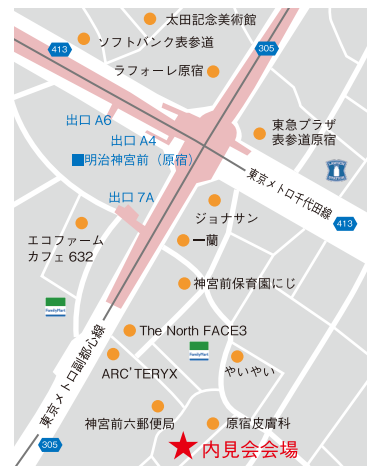 太田記念美術館
ソフトバンク表参道
413
305
ラフォーレ原宿
出口 A6
東急プラザ
表参道原宿
出口 A4
■明治神宮前（原宿）
LAWSON
東京メトロ千代田線
出口 7A
ジョナサン
413
エコファーム
カフェ 632
一蘭
神宮前保育園にじ
FamilyMart
東京メトロ副都心線
The North FACE3
FamilyMart
ARC'TERYX
やいやい
神宮前六郵便局
原宿皮膚科
305
★内見会会場